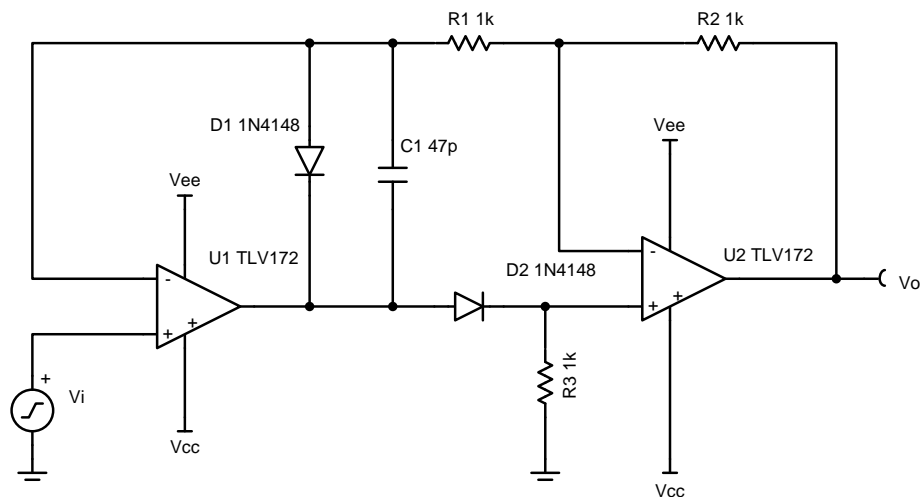 R1 1k
R2 1k
D1 1N4148
C1 47p
Vee
Vee
U1 TLV172
U2 TLV172
D2 1N4148
-
+
+
-
+
+
Vo
+
Vi
R3 1k
Vcc
Vcc